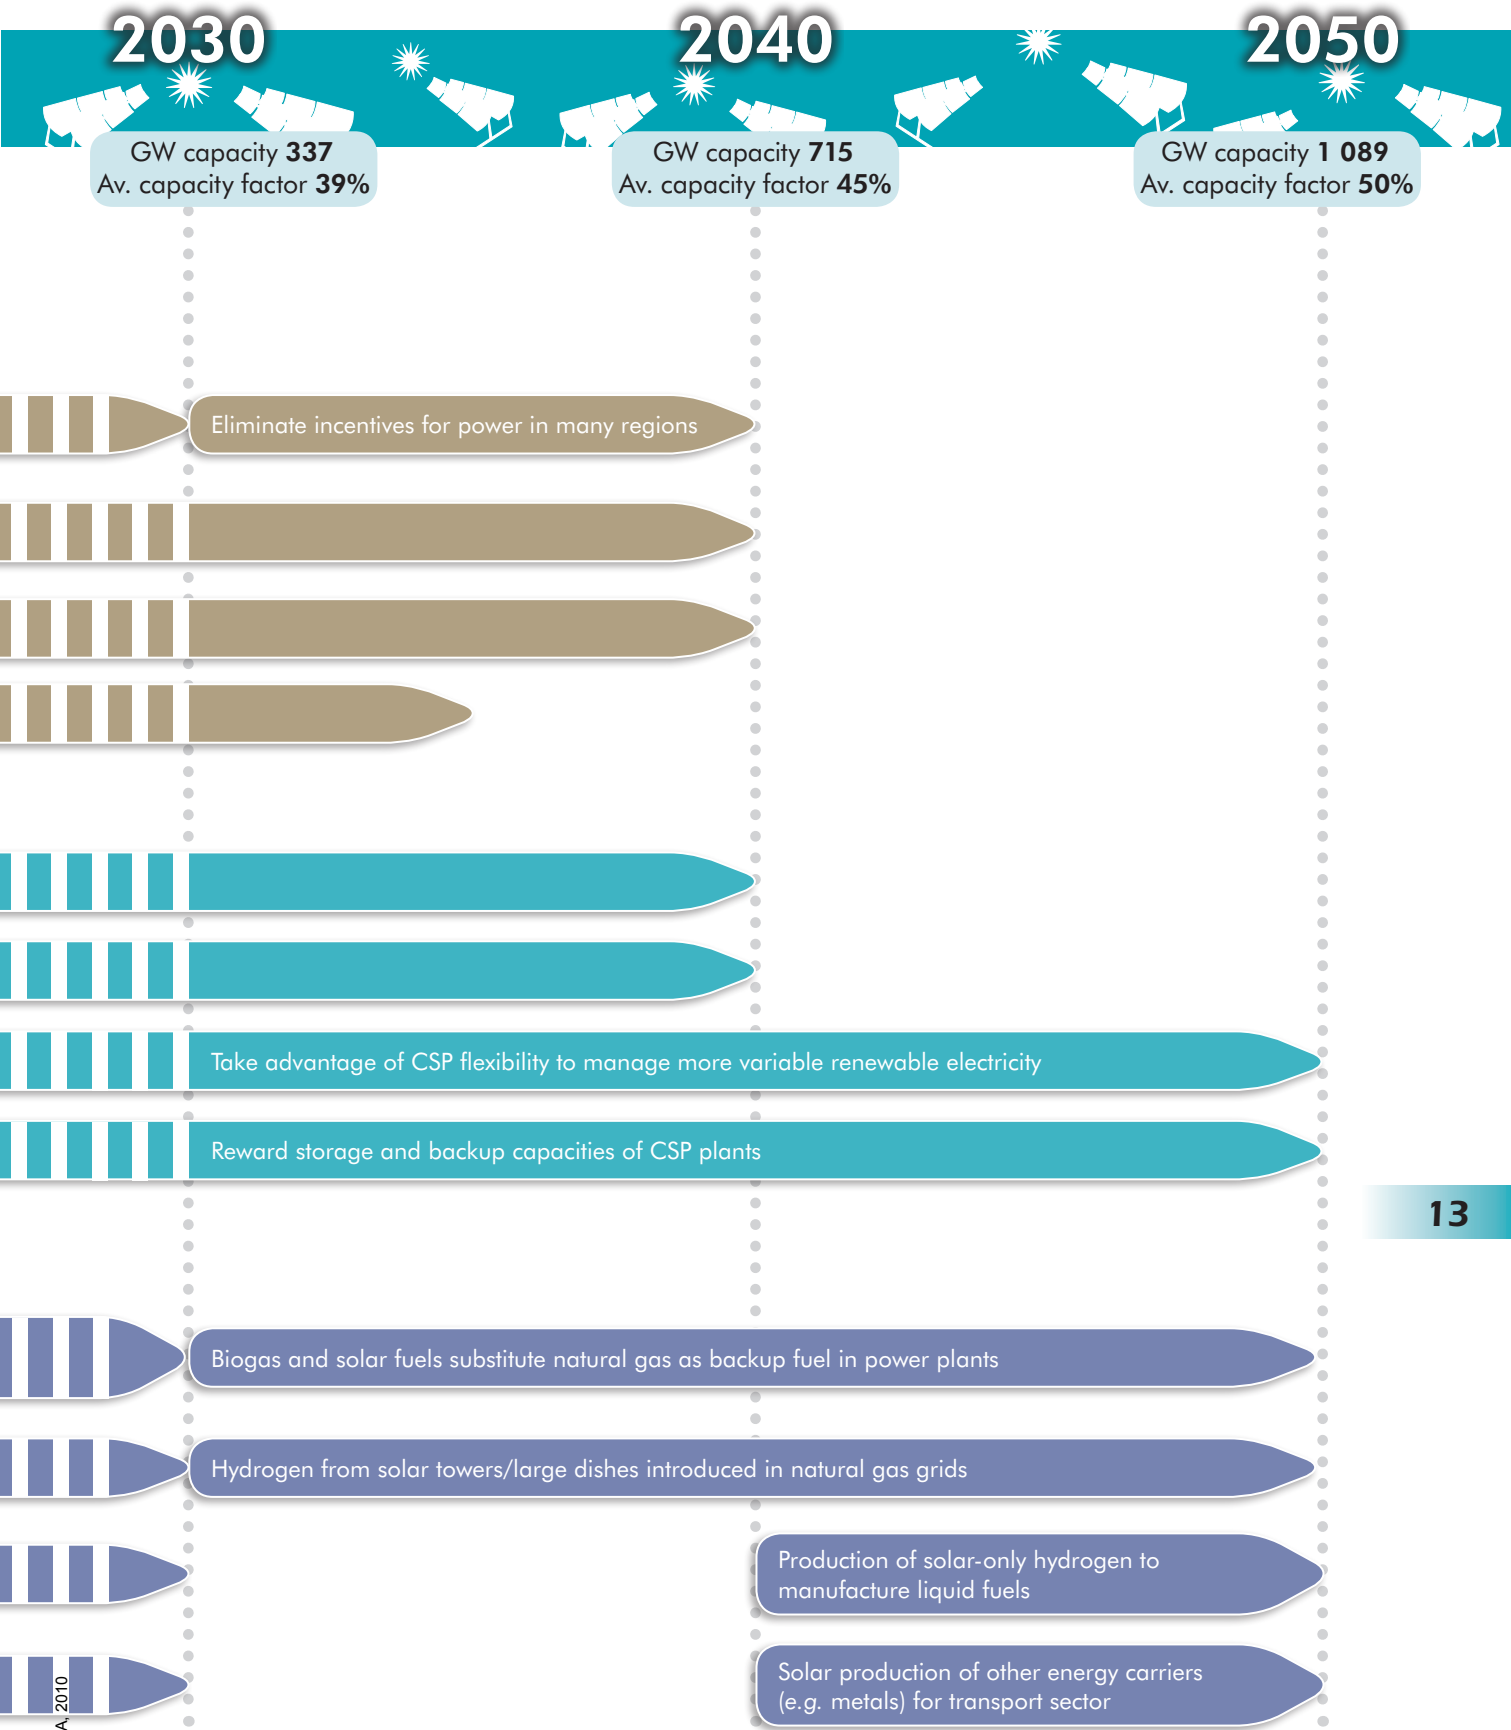 2030
2040
2050
GW capacity 337
Av. capacity factor 39%
GW capacity 715
Av. capacity factor 45%
GW capacity 1 089
Av. capacity factor 50%
Eliminate incentives for power in many regions
Take advantage of CSP flexibility to manage more variable renewable electricity
Reward storage and backup capacities of CSP plants
13
Biogas and solar fuels substitute natural gas as backup fuel in power plants
Hydrogen from solar towers/large dishes introduced in natural gas grids
Production of solar-only hydrogen to
manufacture liquid fuels
Solar production of other energy carriers
(e.g. metals) for transport sector
A, 2010